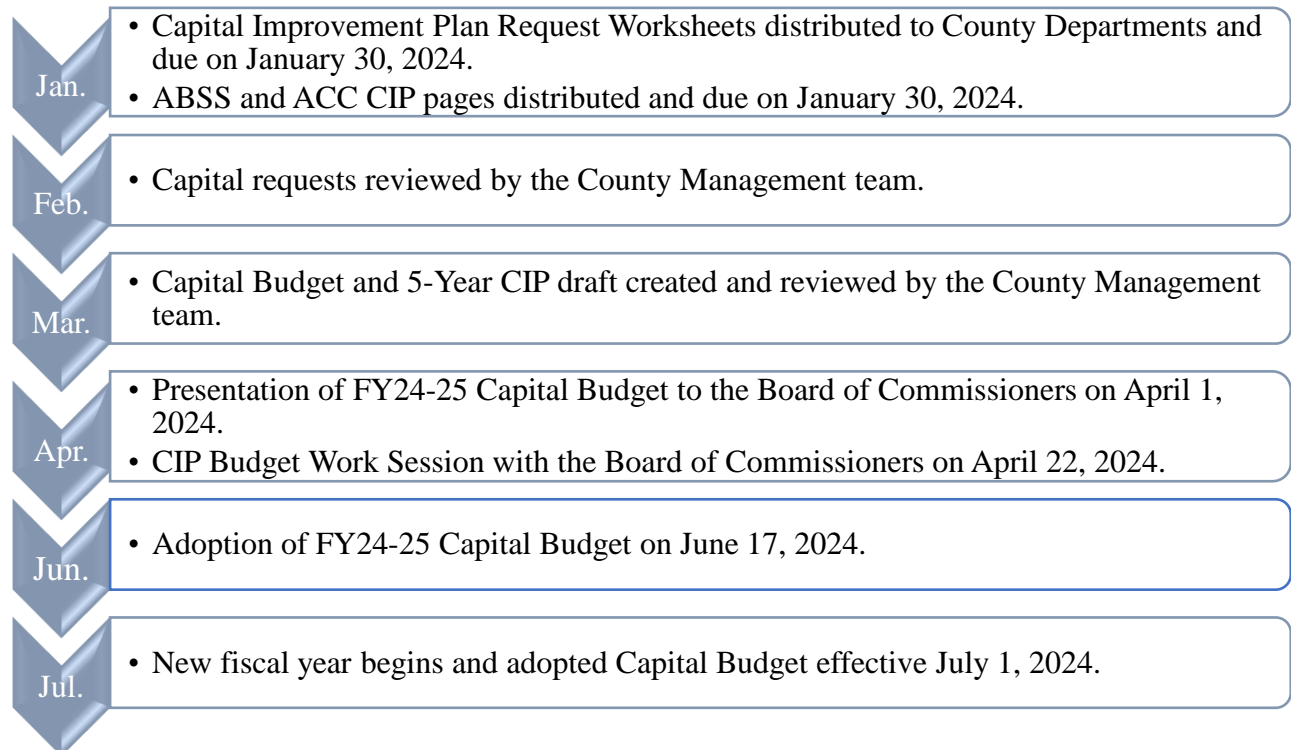 Jan.
• Capital Improvement Plan Request Worksheets distributed to County Departments and
due on January 30, 2024.
• ABSS and ACC CIP pages distributed and due on January 30, 2024.
Feb.
• Capital requests reviewed by the County Management team.
Mar.
• Capital Budget and 5-Year CIP draft created and reviewed by the County Management
team.
Apr.
• Presentation of FY24-25 Capital Budget to the Board of Commissioners on April 1,
2024.
• CIP Budget Work Session with the Board of Commissioners on April 22, 2024.
Jun.
• Adoption of FY24-25 Capital Budget on June 17, 2024.
Jul.
• New fiscal year begins and adopted Capital Budget effective July 1, 2024.